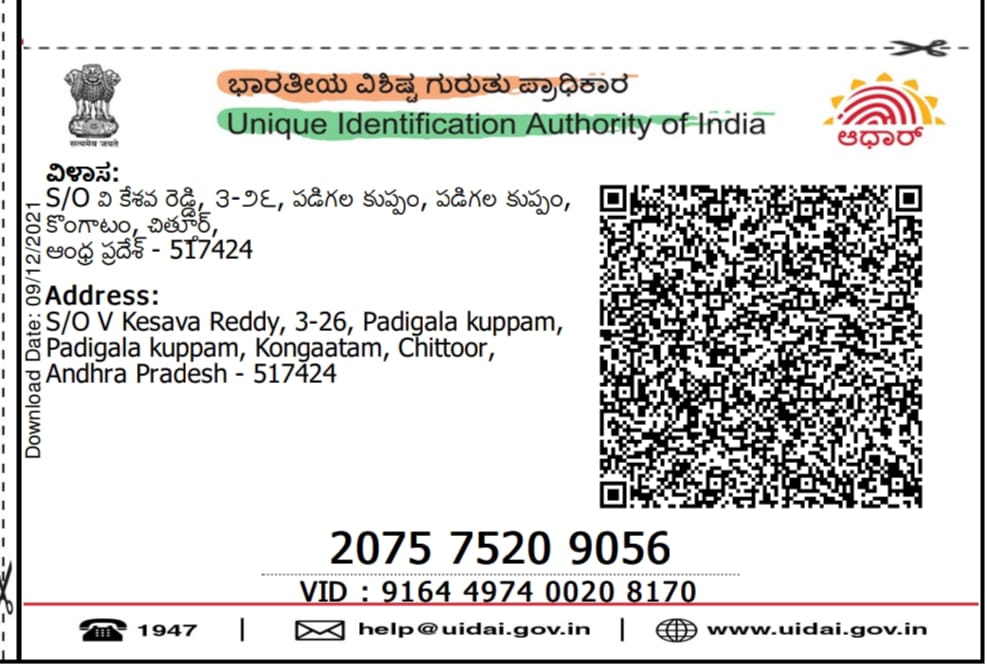 ಭಾರತೀಯ ವಿಶಿಷ್ಟ ಗುರುತು ಪ್ರಾಧಿಕಾರ
Unique Identification Authority of India
सत्यमेव जयते
ಆಧಾರ್
ವಿಳಾಸ:
S/O వి కేశవ రెడ్డి, ౩-౨౬, పడిగల కుప్పం, పడిగల కుప్పం,
కొంగాటం, చిత్తూర్,
ఆంధ్ర ప్రదేశ్ - 517424
Address:
S/O V Kesava Reddy, 3-26, Padigala kuppam,
Padigala kuppam, Kongaatam, Chittoor,
Andhra Pradesh - 517424
Download Date: 09/12/2021
2075 7520 9056
VID : 9164 4974 0020 8170
1947 | help@uidai.gov.in | www.uidai.gov.in